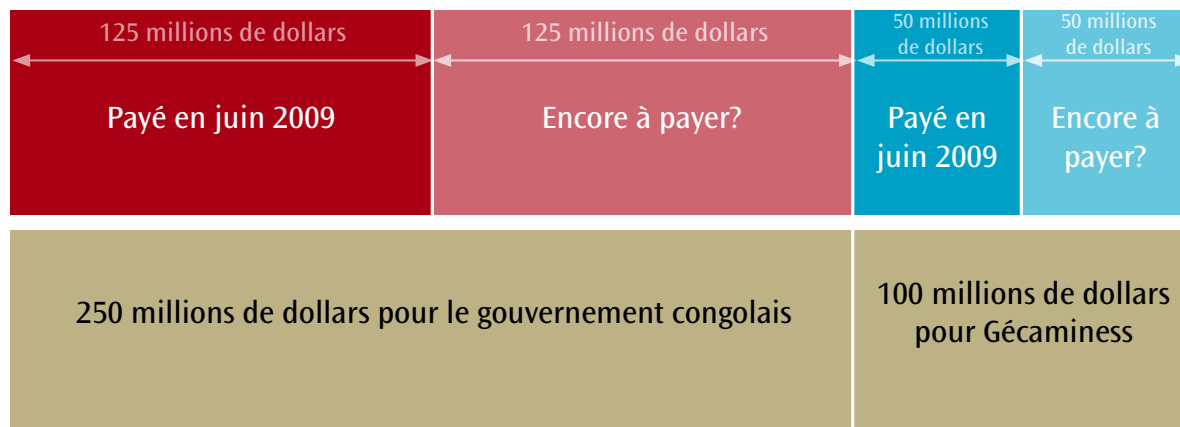 125 millions de dollars
125 millions de dollars
50 millions
de dollars
50 millions
de dollars
Payé en juin 2009
Encore à payer?
Payé en
juin 2009
Encore à
payer?
250 millions de dollars pour le gouvernement congolais
100 millions de dollars
pour Gécaminess